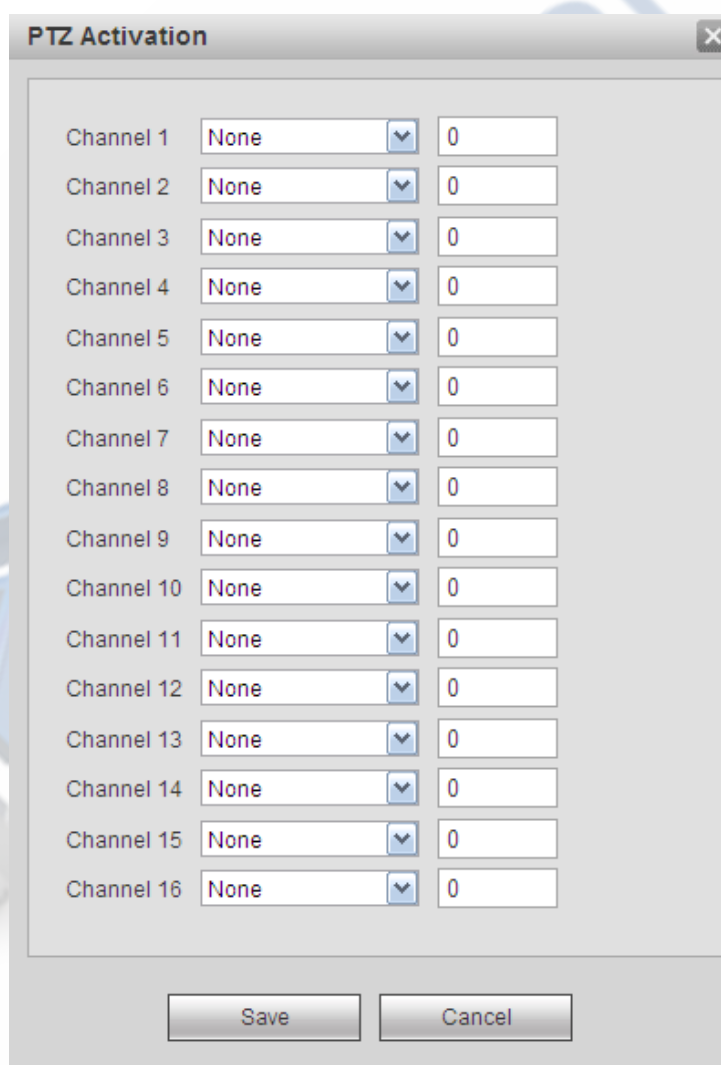 PTZ Activation
Channel 1 None 0
Channel 2 None 0
Channel 3 None 0
Channel 4 None 0
Channel 5 None 0
Channel 6 None 0
Channel 7 None 0
Channel 8 None 0
Channel 9 None 0
Channel 10 None 0
Channel 11 None 0
Channel 12 None 0
Channel 13 None 0
Channel 14 None 0
Channel 15 None 0
Channel 16 None 0
Save Cancel